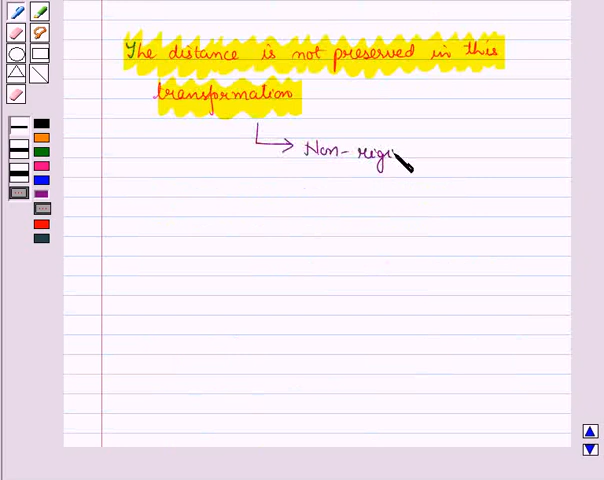 The distance is not preserved in this
transformation
Non-rigi